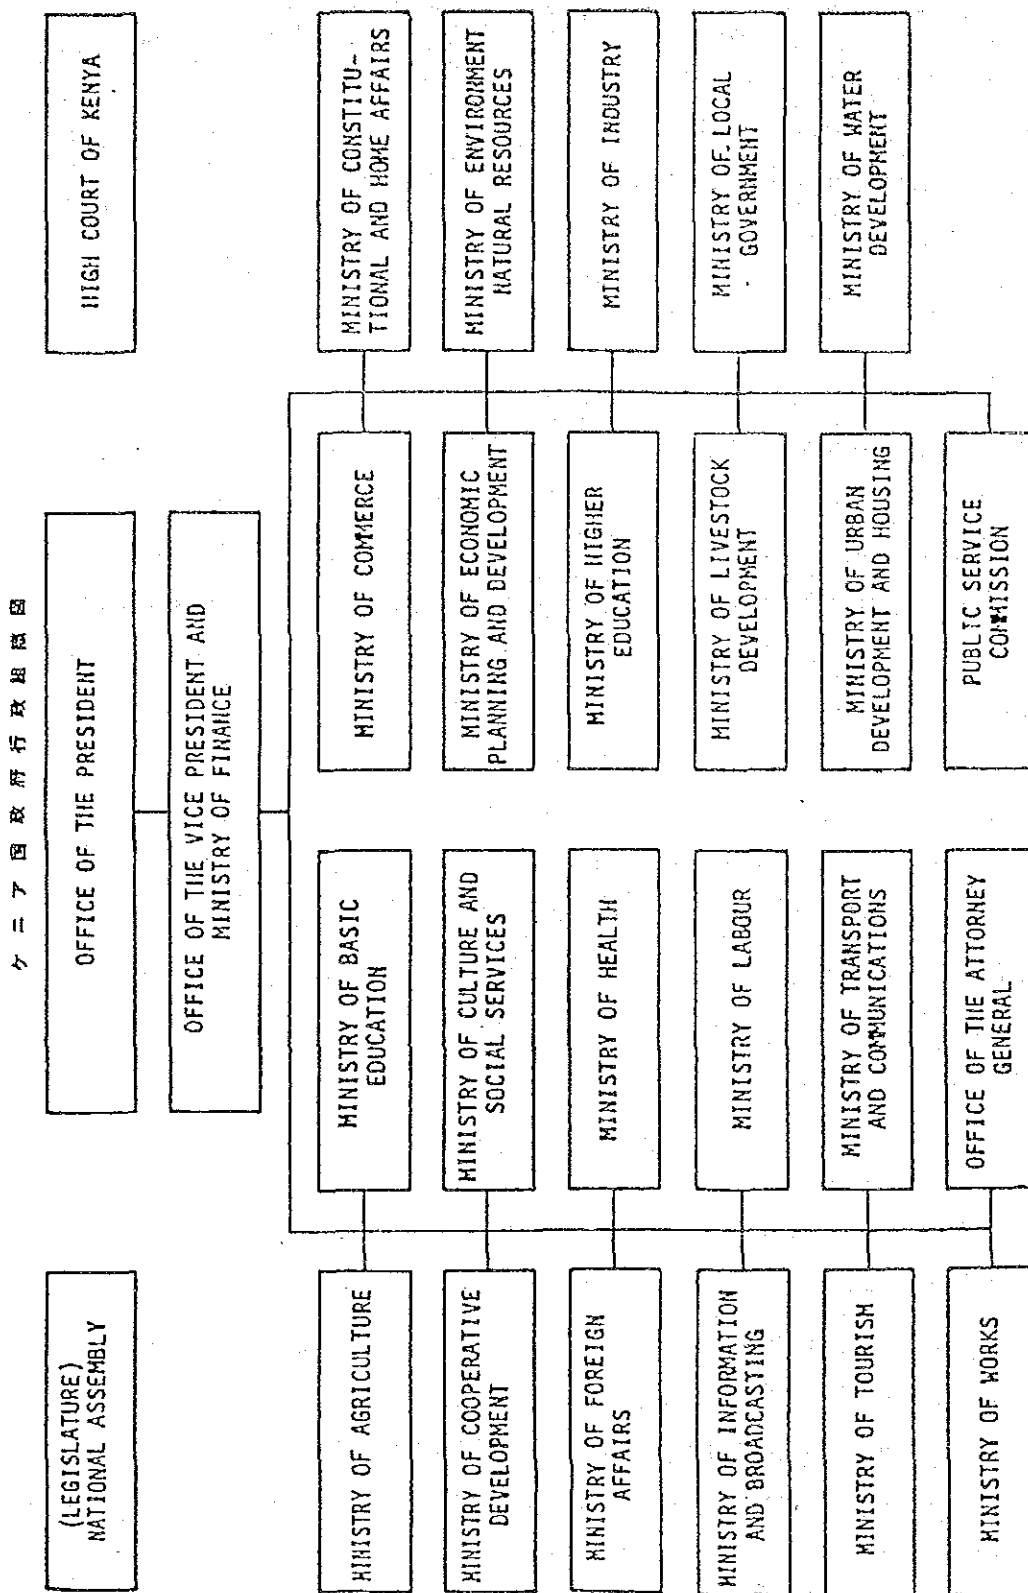 ケニア国政府行政組織図
(LEGISLATURE)
NATIONAL ASSEMBLY
OFFICE OF THE PRESIDENT
HIGH COURT OF KENYA
OFFICE OF THE VICE PRESIDENT AND
MINISTRY OF FINANCE
MINISTRY OF AGRICULTURE
MINISTRY OF BASIC
EDUCATION
MINISTRY OF COMMERCE
MINISTRY OF CONSTITU-
TIONAL AND HOME AFFAIRS
MINISTRY OF COOPERATIVE
DEVELOPMENT
MINISTRY OF CULTURE AND
SOCIAL SERVICES
MINISTRY OF ECONOMIC
PLANNING AND DEVELOPMENT
MINISTRY OF ENVIRONMENT
NATURAL RESOURCES
MINISTRY OF FOREIGN
AFFAIRS
MINISTRY OF HEALTH
MINISTRY OF HIGHER
EDUCATION
MINISTRY OF INDUSTRY
MINISTRY OF INFORMATION
AND BROADCASTING
MINISTRY OF LABOUR
MINISTRY OF LIVESTOCK
DEVELOPMENT
MINISTRY OF LOCAL
GOVERNMENT
MINISTRY OF TOURISM
MINISTRY OF TRANSPORT
AND COMMUNICATIONS
MINISTRY OF URBAN
DEVELOPMENT AND HOUSING
MINISTRY OF WATER
DEVELOPMENT
MINISTRY OF WORKS
OFFICE OF THE ATTORNEY
GENERAL
PUBLIC SERVICE
COMMISSION